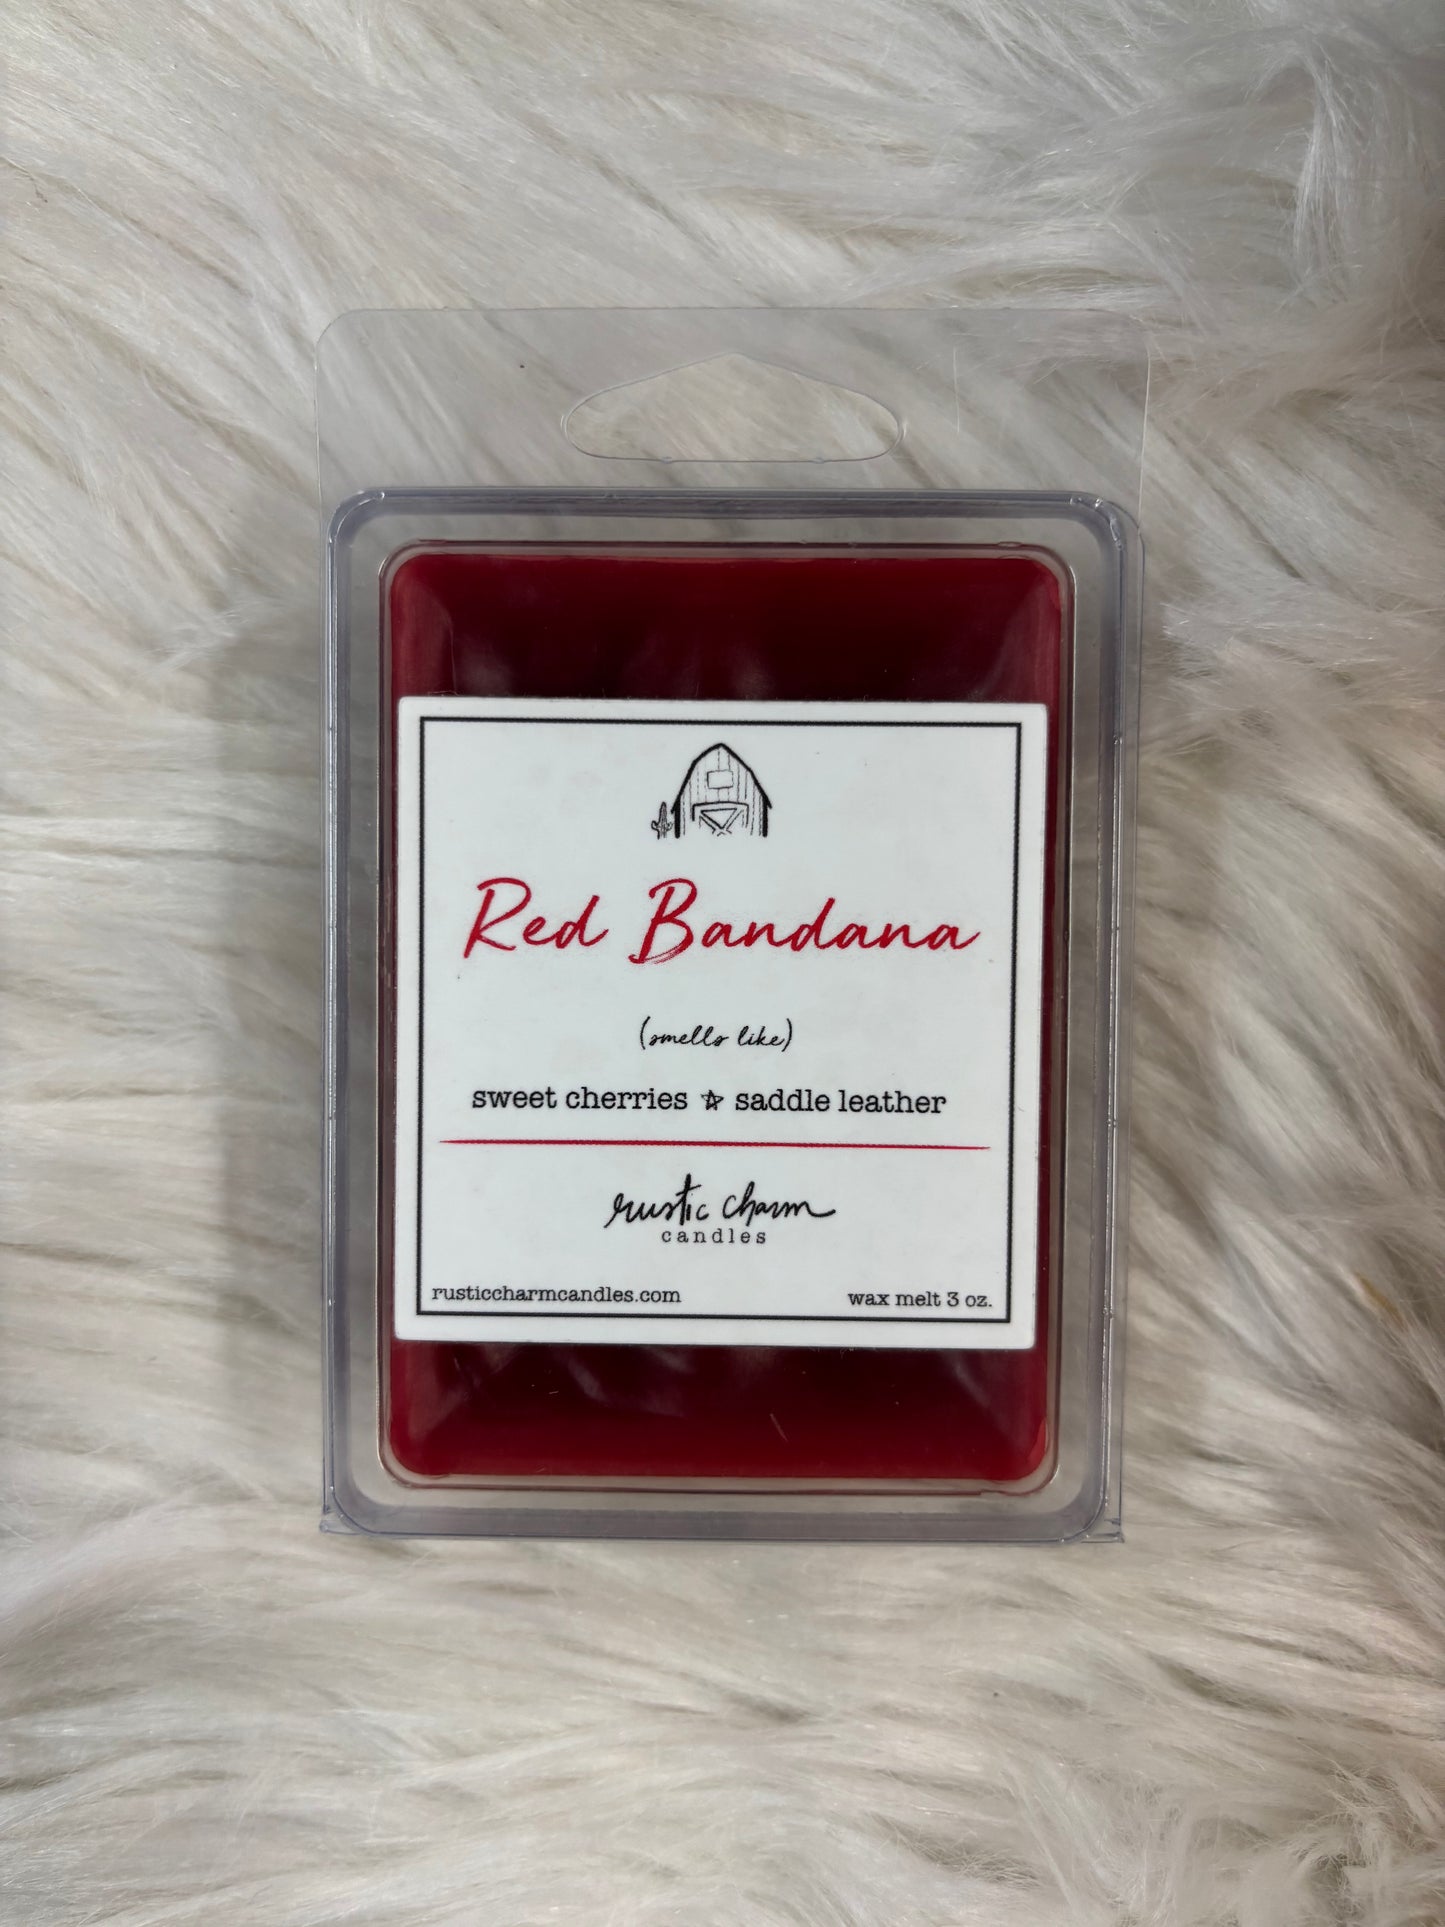 Red Bandana
(smells like)
sweet cherries ☆ saddle leather
rustic charm
candles
rusticcharmcandles.com wax melt 3 oz.